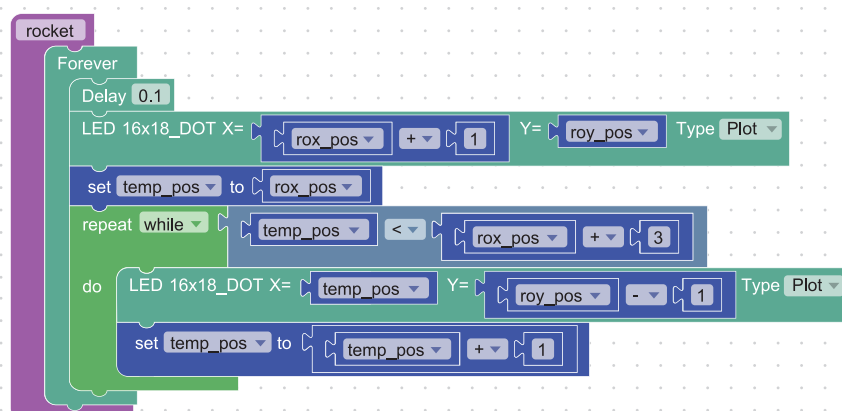 rocket
Forever
Delay 0.1
LED 16x18_DOT X= rox_pos + 1 Y= roy_pos Type Plot
set temp_pos to rox_pos
repeat while temp_pos < rox_pos + 3
do LED 16x18_DOT X= temp_pos Y= roy_pos - 1 Type Plot
set temp_pos to temp_pos + 1